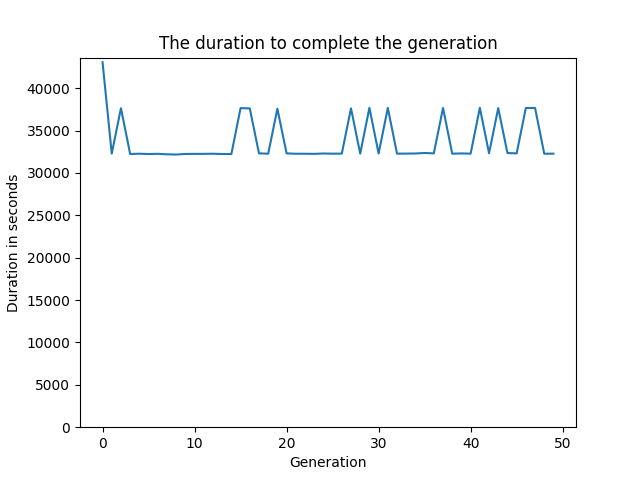 The duration to complete the generation
40000
35000
30000
25000
20000
15000
10000
5000
0
Duration in seconds
0 10 20 30 40 50
Generation